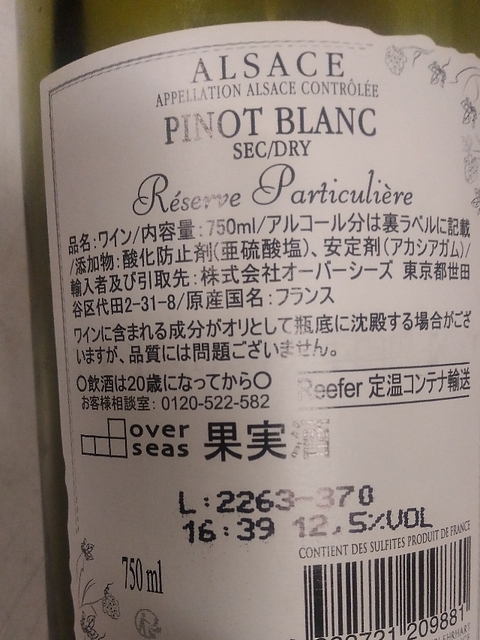 ALSACE
APPELLATION ALSACE CONTRÔLÉE
PINOT BLANC
SEC/DRY
Réserve Particulière
品名:ワイン/内容量:750ml/アルコール分は裏ラベルに記載
/添加物:酸化防止剤(亜硫酸塩)、安定剤(アカシアガム)/
輸入者及び引取先:株式会社オーバーシーズ 東京都世田
谷区代田2-31-8/原産国名:フランス
ワインに含まれる成分がオリとして瓶底に沈殿する場合がござ
いますが、品質には問題ございません。
〇飲酒は20歳になってから〇
Reefer 定温コンテナ輸送
お客様相談室:0120-522-582
over
seas
果実酒
L:2263-370
16:39 12,5%VOL
CONTIENT DES SULFITES PRODUIT DE FRANCE
750 ml
209881